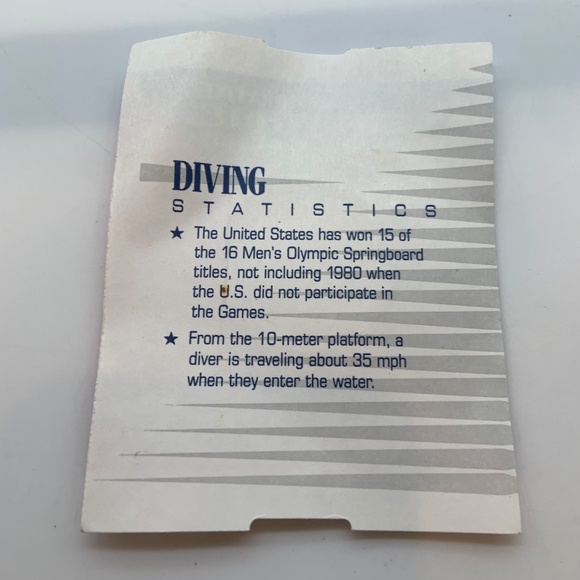 DIVING
STATISTICS
★ The United States has won 15 of
the 16 Men's Olympic Springboard
titles, not including 1980 when
the U.S. did not participate in
the Games.
★ From the 10-meter platform, a
diver is traveling about 35 mph
when they enter the water.